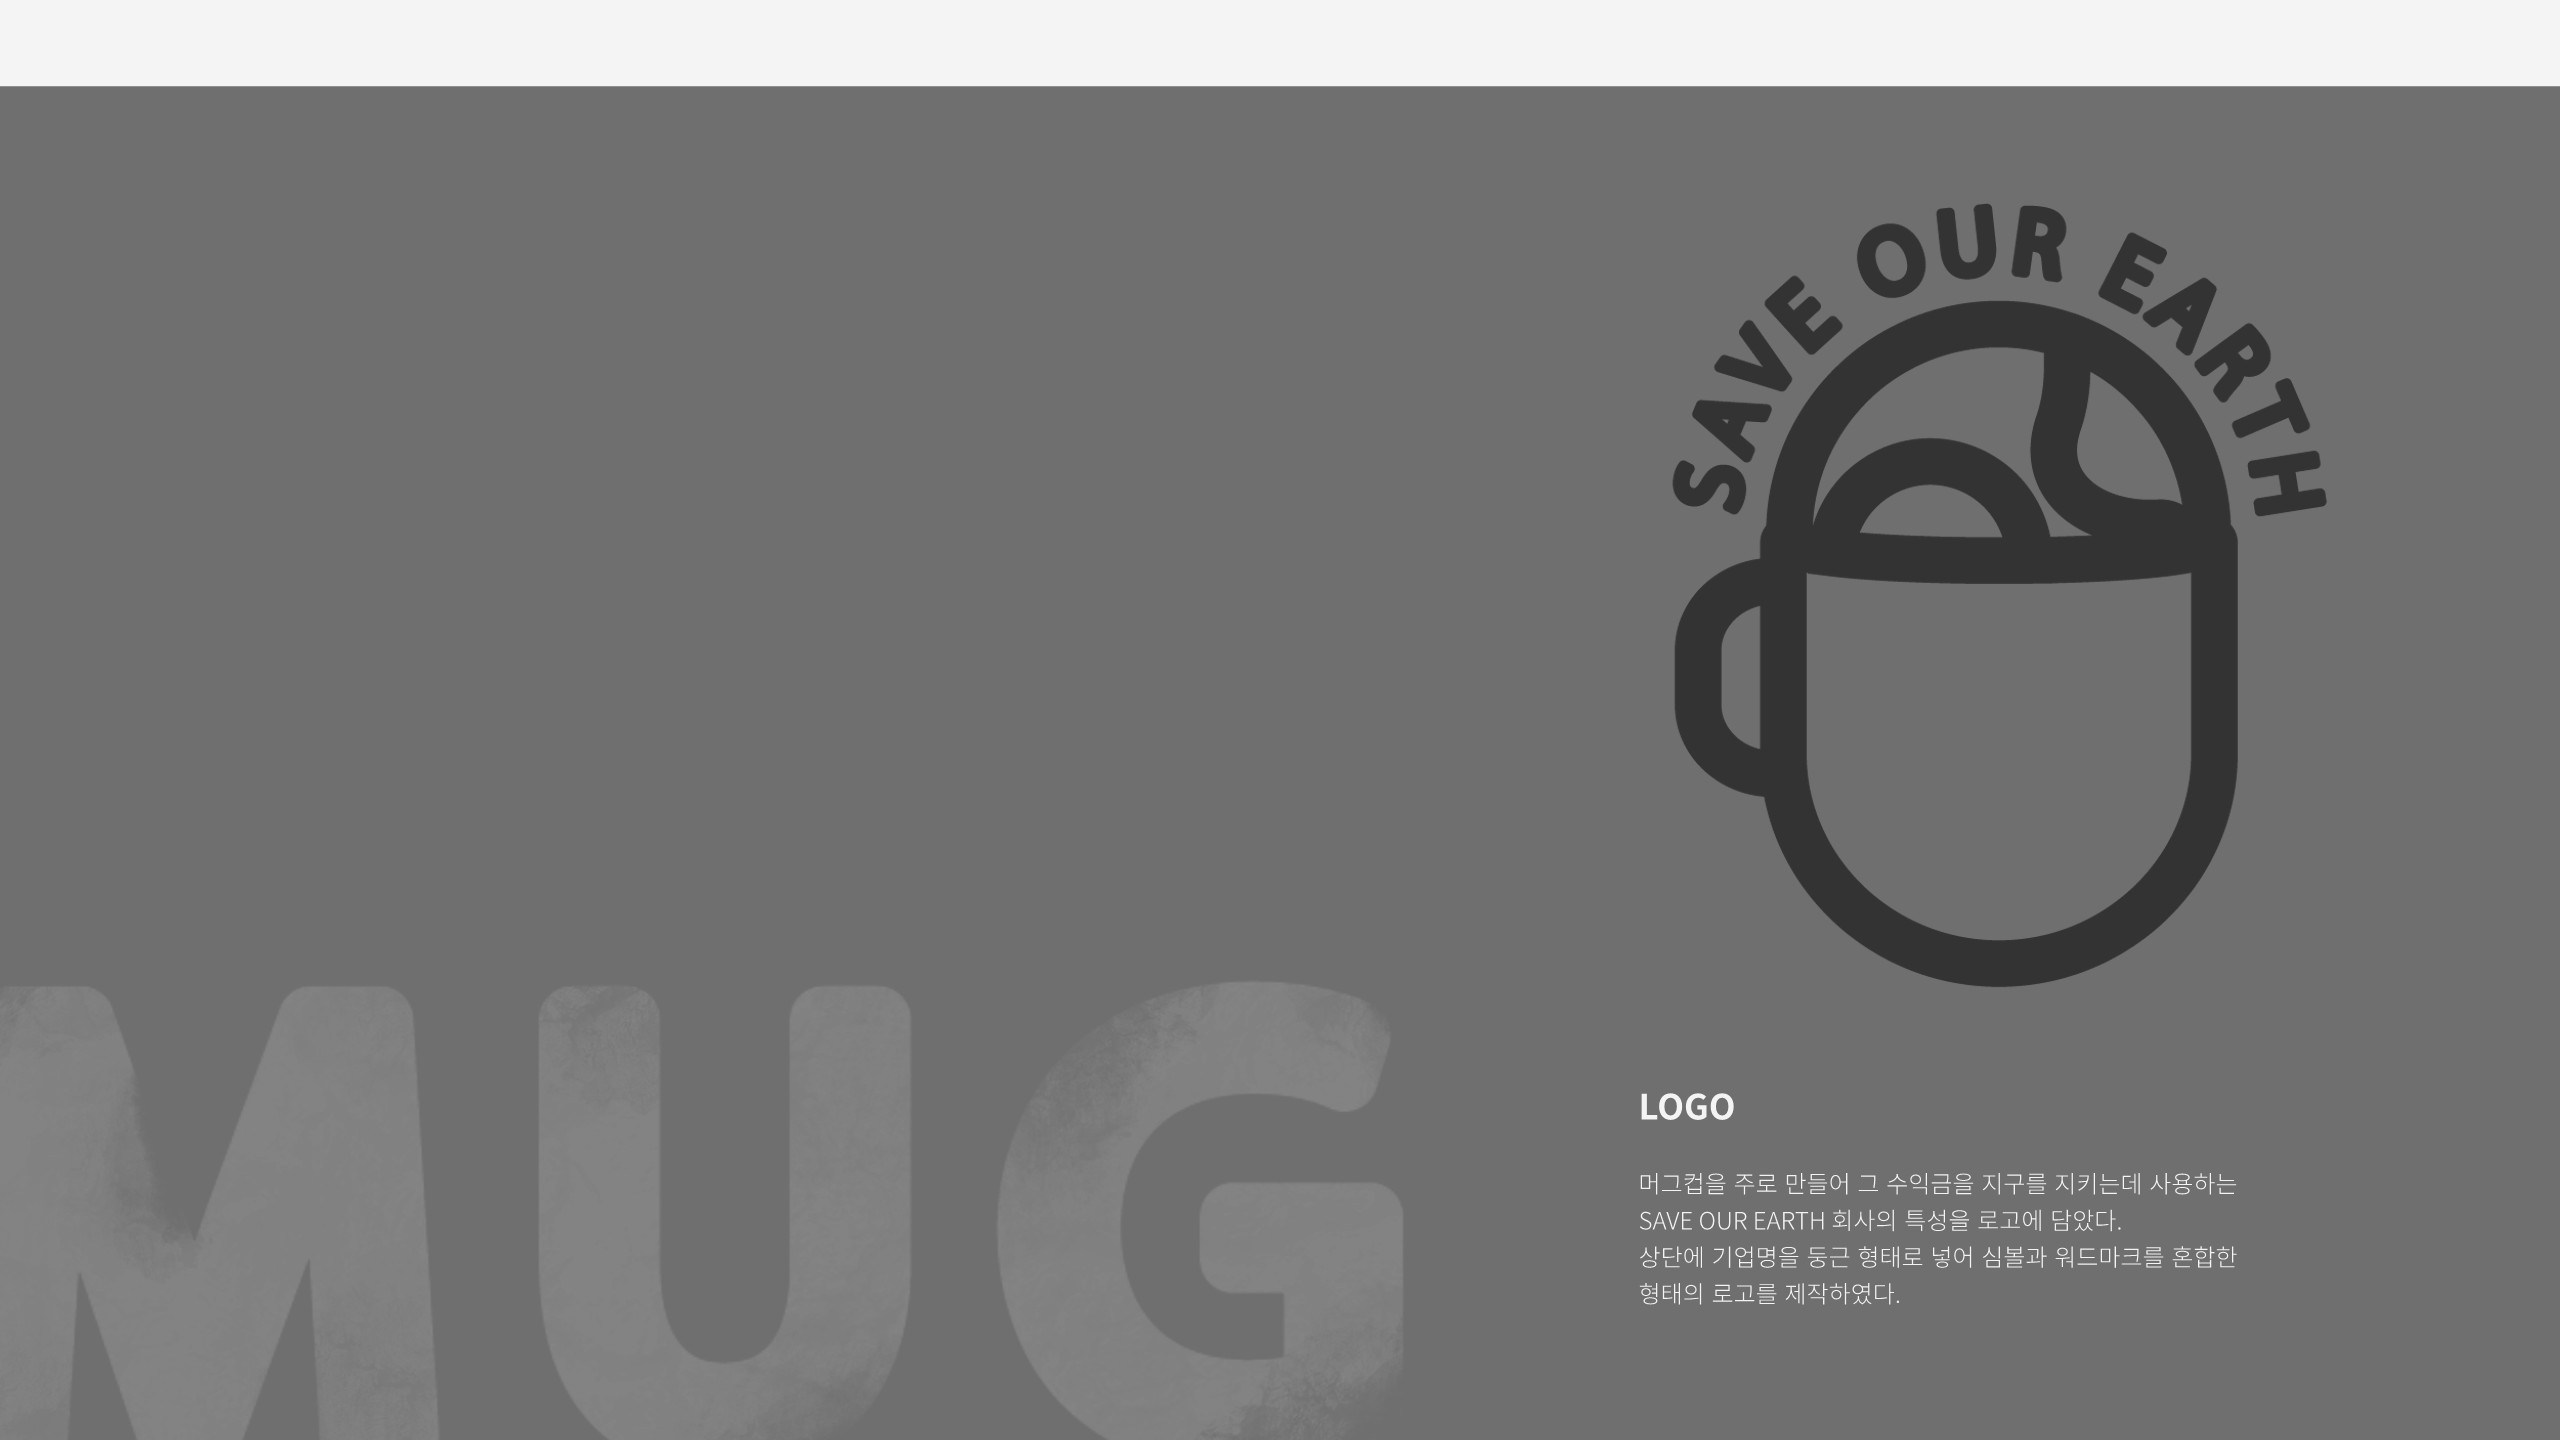 SAVE OUR EARTH
MUG
LOGO
머그컵을 주로 만들어 그 수익금을 지구를 지키는데 사용하는
SAVE OUR EARTH 회사의 특성을 로고에 담았다.
상단에 기업명을 둥근 형태로 넣어 심볼과 워드마크를 혼합한
형태의 로고를 제작하였다.